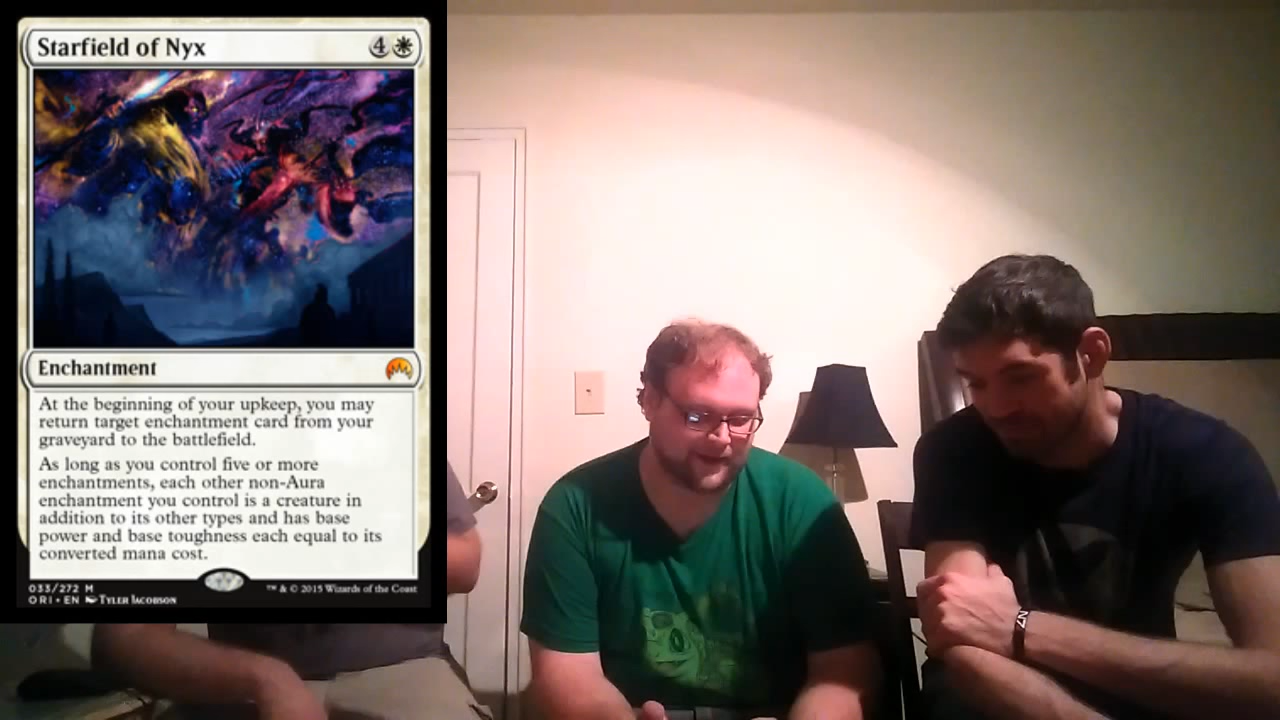 Starfield of Nyx 4
Enchantment
At the beginning of your upkeep, you may
return target enchantment card from your
graveyard to the battlefield.
As long as you control five or more
enchantments, each other non-Aura
enchantment you control is a creature in
addition to its other types and has base
power and base toughness each equal to its
converted mana cost.
033/272 M
ORI • EN Tyler Jacobson
™ & © 2015 Wizards of the Coast